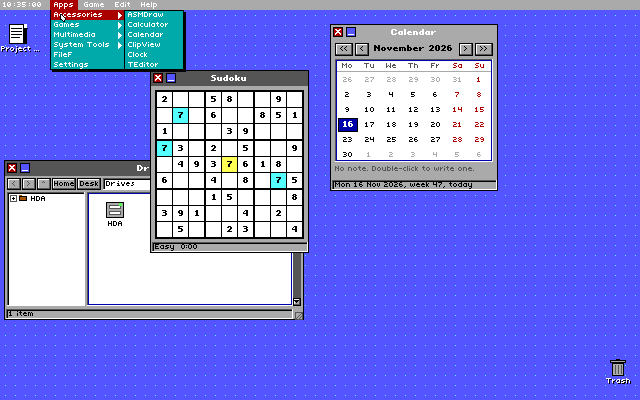 10:35:00 Apps Game Edit Help
Accessories
Games
Multimedia
System Tools
FileF
Settings
ASMDraw
Calculator
Calendar
ClipView
Clock
TEditor
Project ...
Sudoku
2 5 8 9
7 6 8 5 1
1 3 9
7 3 2 5 9
4 9 3 7 6 1 8
6 4 8 7 5
1 5 8
3 9 1 4 2
5 2 3 4
Easy 0:00
Dr
< > ^ Home Desk Drives
HDA
HDA
1 item
Calendar
<< < November 2026 > >>
Mo Tu We Th Fr Sa Su
26 27 28 29 30 31 1
2 3 4 5 6 7 8
9 10 11 12 13 14 15
16 17 18 19 20 21 22
23 24 25 26 27 28 29
30 1 2 3 4 5 6
No note. Double-click to write one.
Mon 16 Nov 2026, week 47, today
Trash